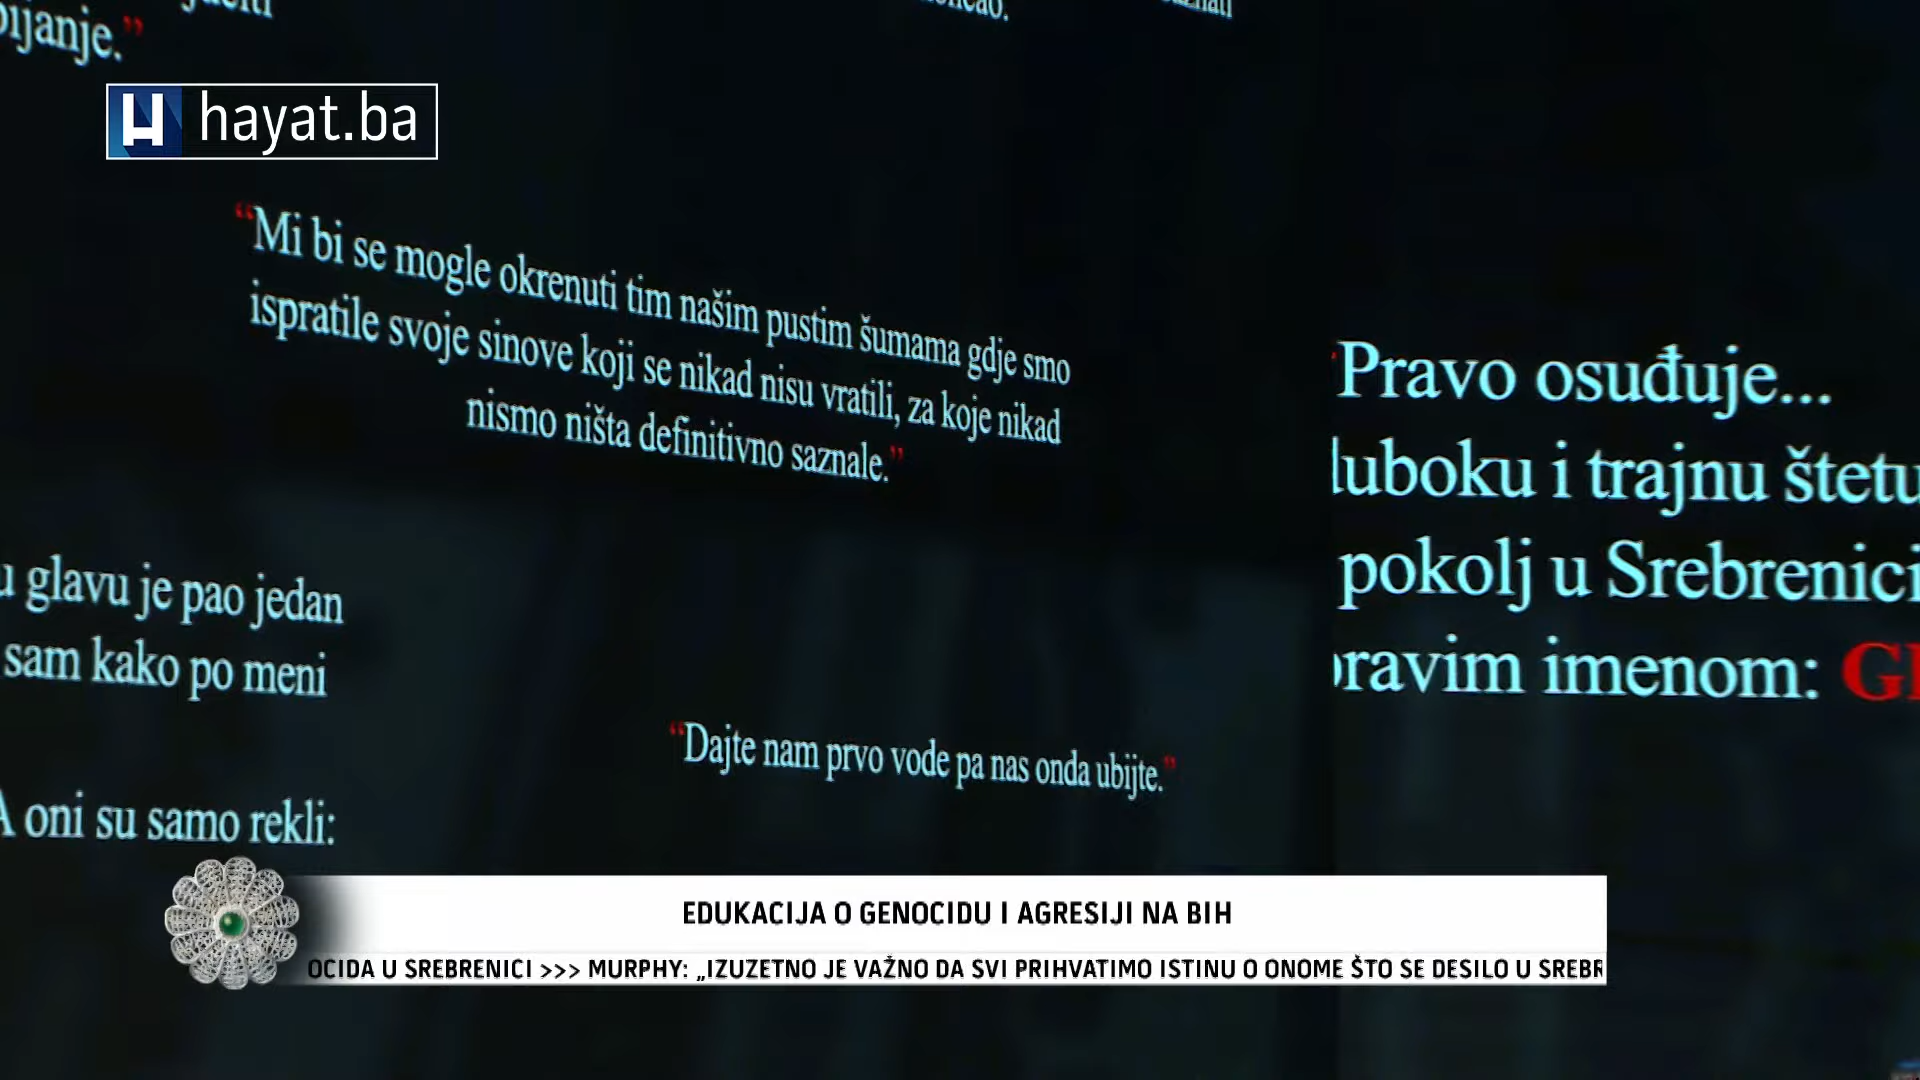 bijanje.”
hayat.ba
“Mi bi se mogle okrenuti tim našim pustim šumama gdje smo
ispratile svoje sinove koji se nikad nisu vratili, za koje nikad
nismo ništa definitivno saznale.”
Pravo osuđuje...
luboku i trajnu štetu
pokolj u Srebrenici
pravim imenom:
u glavu je pao jedan
sam kako po meni
“Dajte nam prvo vode pa nas onda ubijte.”
A oni su samo rekli:
EDUKACIJA O GENOCIDU I AGRESIJI NA BIH
OCIDA U SREBRENICI >>> MURPHY: „IZUZETNO JE VAŽNO DA SVI PRIHVATIMO ISTINU O ONOME ŠTO SE DESILO U SREBR